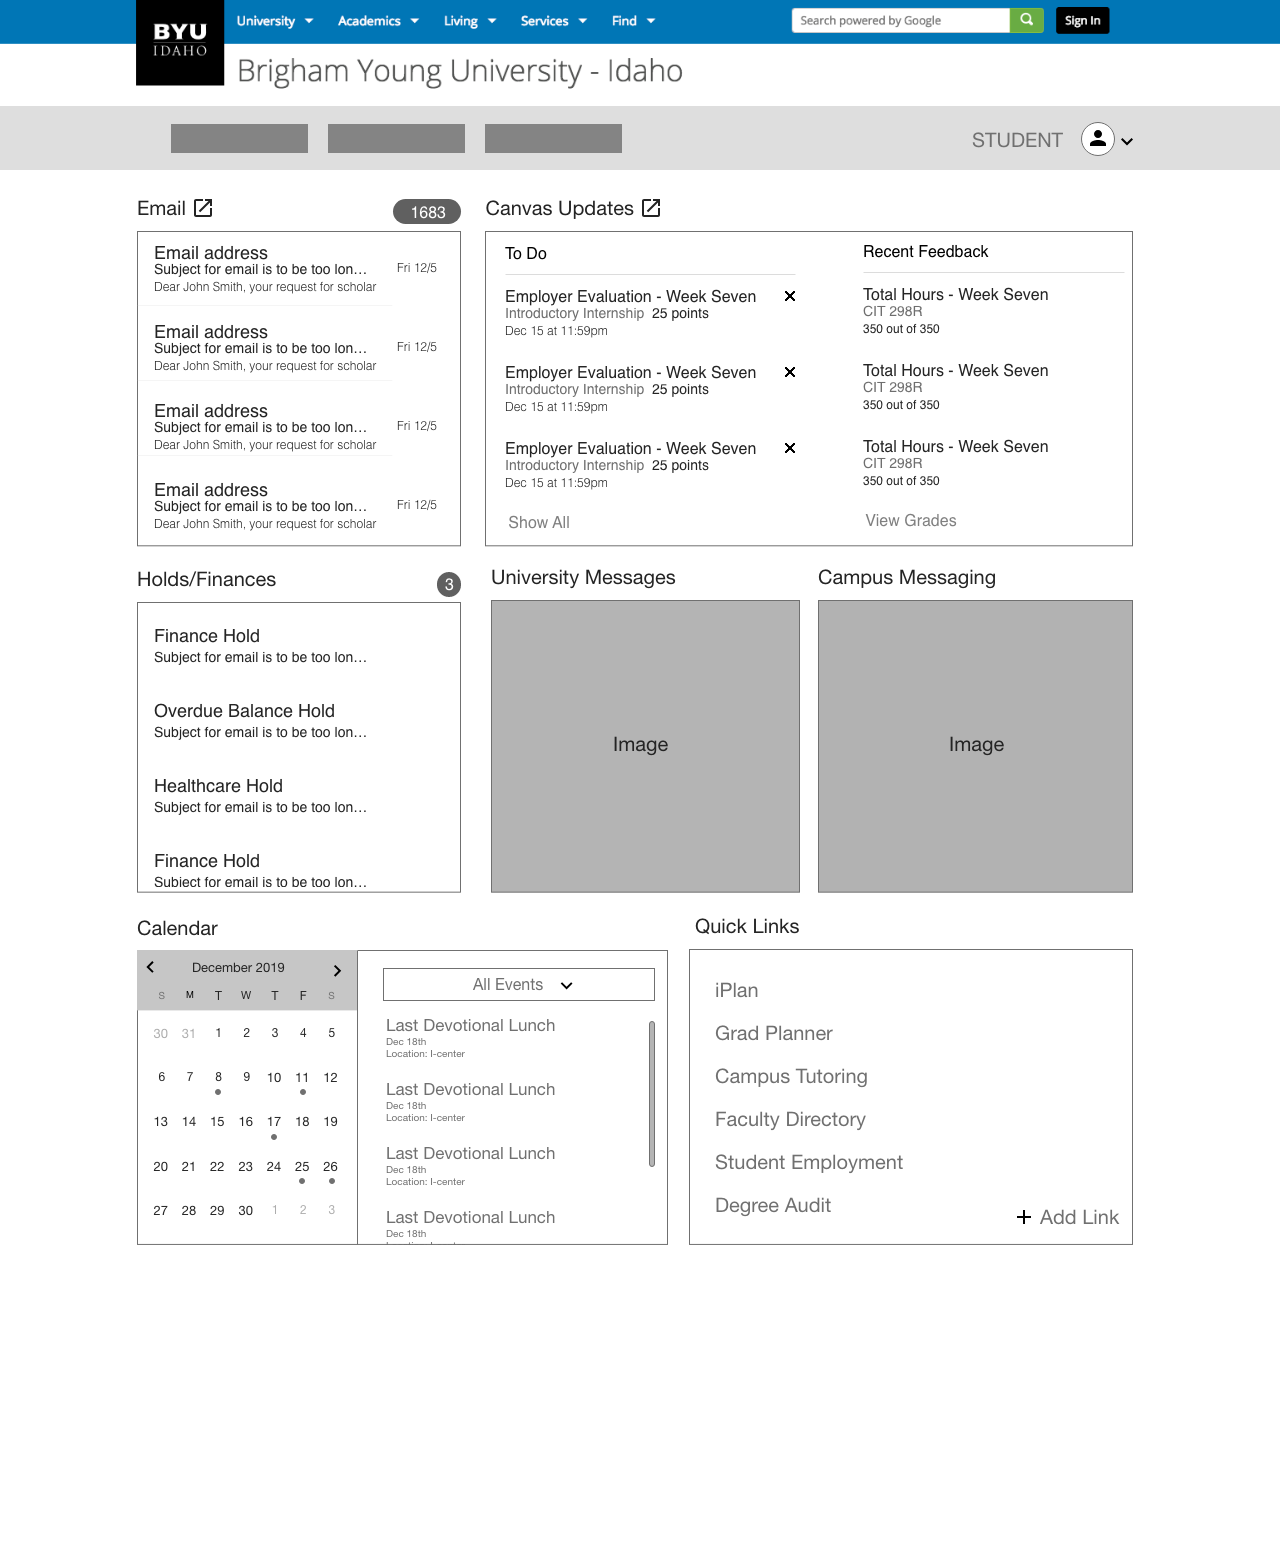 BYU
IDAHO
University
Academics
Living
Services
Find
Search powered by Google
Sign In
Brigham Young University - Idaho
STUDENT
Email
1683
Email address
Subject for email is to be too lon…
Dear John Smith, your request for scholar
Fri 12/5
Email address
Subject for email is to be too lon…
Dear John Smith, your request for scholar
Fri 12/5
Email address
Subject for email is to be too lon…
Dear John Smith, your request for scholar
Fri 12/5
Email address
Subject for email is to be too lon…
Dear John Smith, your request for scholar
Fri 12/5
Canvas Updates
To Do
Employer Evaluation - Week Seven
Introductory Internship 25 points
Dec 15 at 11:59pm
Employer Evaluation - Week Seven
Introductory Internship 25 points
Dec 15 at 11:59pm
Employer Evaluation - Week Seven
Introductory Internship 25 points
Dec 15 at 11:59pm
Show All
Recent Feedback
Total Hours - Week Seven
CIT 298R
350 out of 350
Total Hours - Week Seven
CIT 298R
350 out of 350
Total Hours - Week Seven
CIT 298R
350 out of 350
View Grades
Holds/Finances
3
Finance Hold
Subject for email is to be too lon…
Overdue Balance Hold
Subject for email is to be too lon…
Healthcare Hold
Subject for email is to be too lon…
Finance Hold
Subject for email is to be too lon…
University Messages
Image
Campus Messaging
Image
Calendar
December 2019
S M T W T F S
30 31 1 2 3 4 5
6 7 8 9 10 11 12
13 14 15 16 17 18 19
20 21 22 23 24 25 26
27 28 29 30 1 2 3
All Events
Last Devotional Lunch
Dec 18th
Location: I-center
Last Devotional Lunch
Dec 18th
Location: I-center
Last Devotional Lunch
Dec 18th
Location: I-center
Last Devotional Lunch
Dec 18th
Quick Links
iPlan
Grad Planner
Campus Tutoring
Faculty Directory
Student Employment
Degree Audit
Add Link